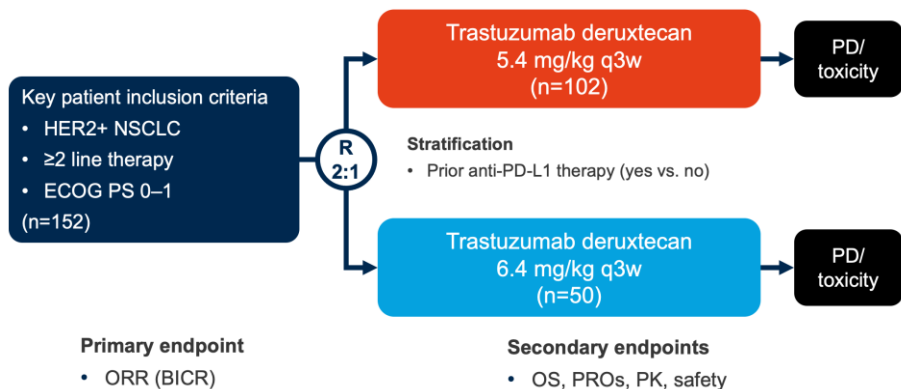 Key patient inclusion criteria
• HER2+ NSCLC
• ≥2 line therapy
• ECOG PS 0–1
(n=152)
R
2:1
Trastuzumab deruxtecan
5.4 mg/kg q3w
(n=102)
PD/
toxicity
Stratification
• Prior anti-PD-L1 therapy (yes vs. no)
Trastuzumab deruxtecan
6.4 mg/kg q3w
(n=50)
PD/
toxicity
Primary endpoint
• ORR (BICR)
Secondary endpoints
• OS, PROs, PK, safety